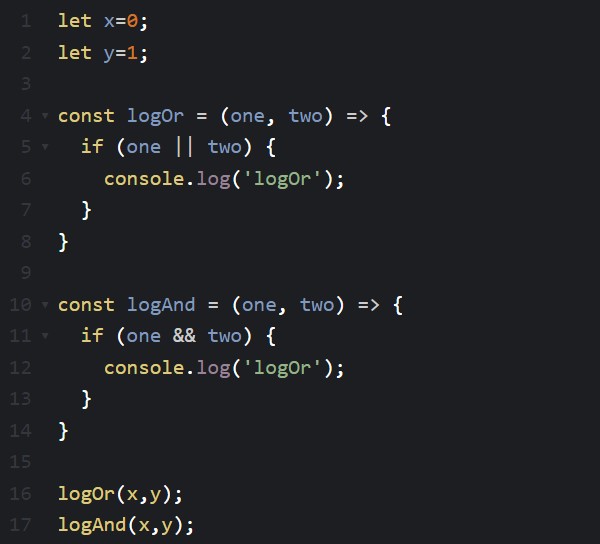 1 let x=0;
2 let y=1;
3
4 const logOr = (one, two) => {
5   if (one || two) {
6     console.log('logOr');
7   }
8 }
9
10 const logAnd = (one, two) => {
11   if (one && two) {
12     console.log('logOr');
13   }
14 }
15
16 logOr(x,y);
17 logAnd(x,y);